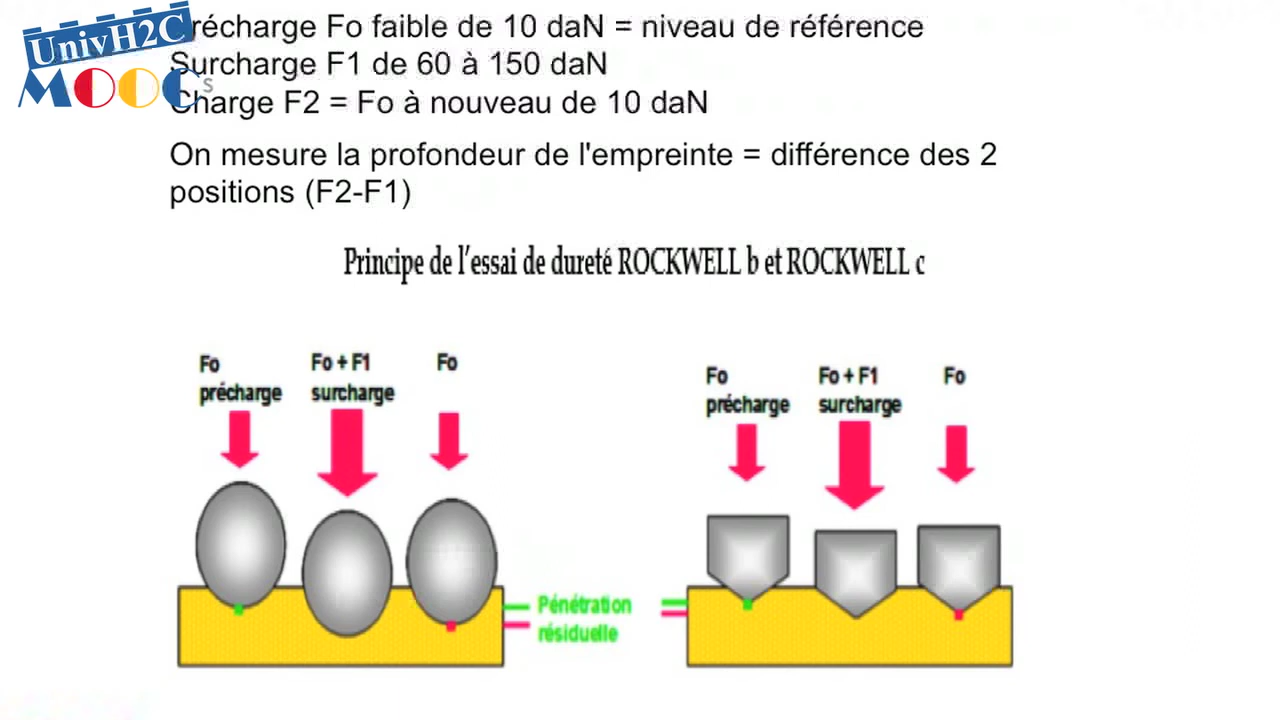 UnivH2C
MOOCs
Précharge Fo faible de 10 daN = niveau de référence
Surcharge F1 de 60 à 150 daN
Charge F2 = Fo à nouveau de 10 daN
On mesure la profondeur de l'empreinte = différence des 2
positions (F2-F1)
Principe de l'essai de dureté ROCKWELL b et ROCKWELL c
Fo
précharge
Fo + F1
surcharge
Fo
Fo
précharge
Fo + F1
surcharge
Fo
Pénétration
résiduelle